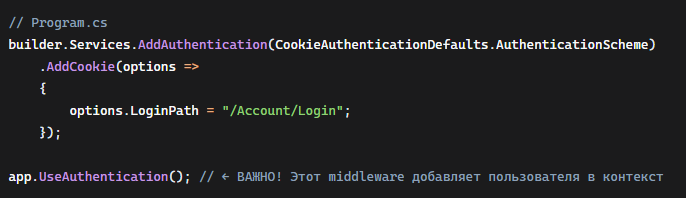 // Program.cs
builder.Services.AddAuthentication(CookieAuthenticationDefaults.AuthenticationScheme)
    .AddCookie(options =>
    {
        options.LoginPath = "/Account/Login";
    });

app.UseAuthentication(); // ← ВАЖНО! Этот middleware добавляет пользователя в контекст